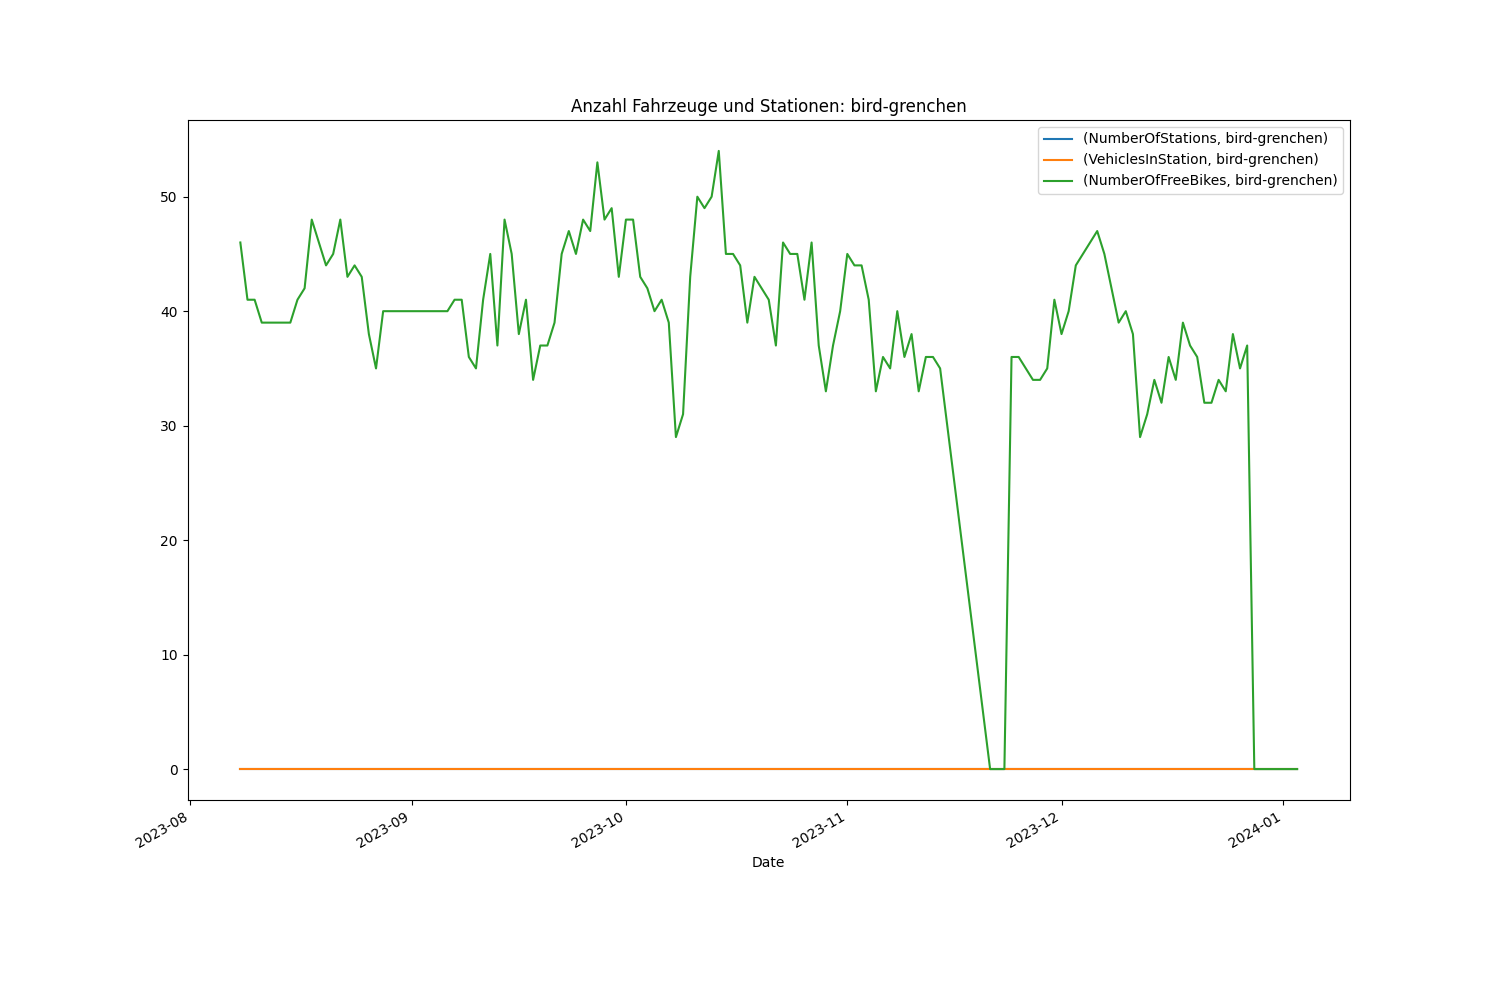 Anzahl Fahrzeuge und Stationen: bird-grenchen
(NumberOfStations, bird-grenchen)
(VehiclesInStation, bird-grenchen)
(NumberOfFreeBikes, bird-grenchen)
50
40
30
20
10
0
2023-08
2023-09
2023-10
2023-11
2023-12
2024-01
Date